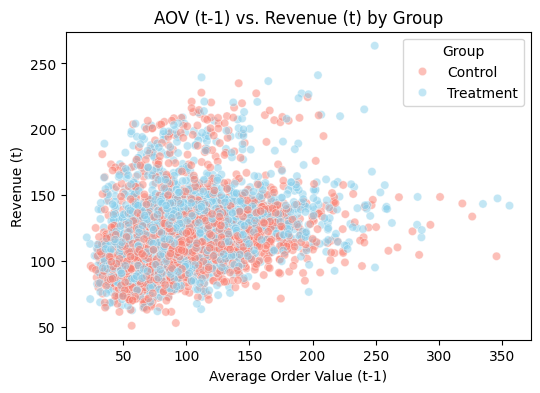 AOV (t-1) vs. Revenue (t) by Group
Group
Control
Treatment
Revenue (t)
250
200
150
100
50
50 100 150 200 250 300 350
Average Order Value (t-1)